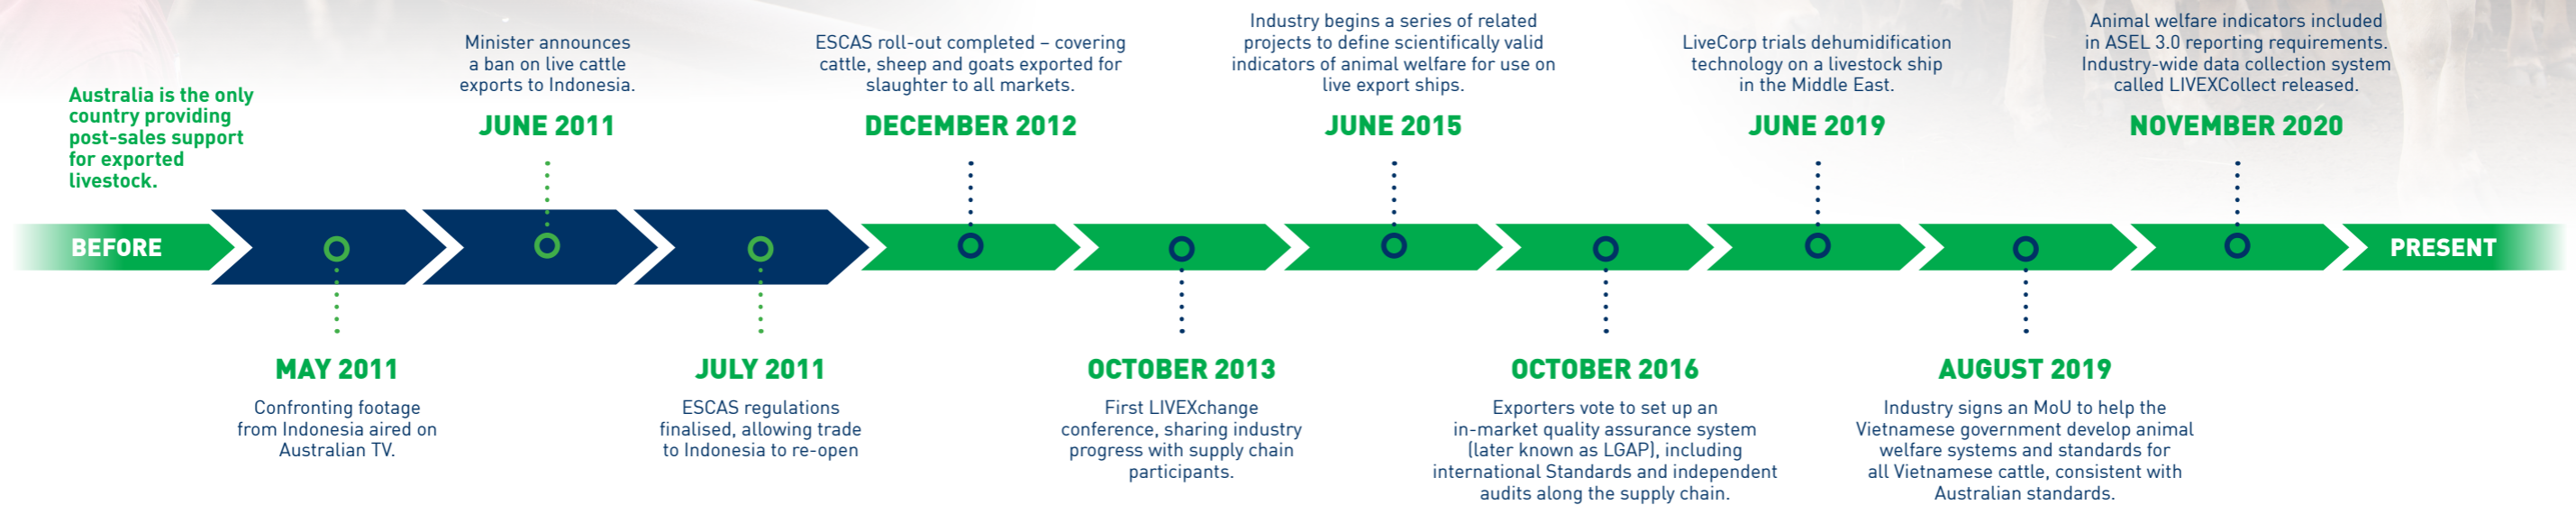 Australia is the only
country providing
post-sales support
for exported
livestock.
BEFORE
MAY 2011
Confronting footage
from Indonesia aired on
Australian TV.
Minister announces
a ban on live cattle
exports to Indonesia.
JUNE 2011
JULY 2011
ESCAS regulations
finalised, allowing trade
to Indonesia to re-open
ESCAS roll-out completed – covering
cattle, sheep and goats exported for
slaughter to all markets.
DECEMBER 2012
OCTOBER 2013
First LIVEXchange
conference, sharing industry
progress with supply chain
participants.
Industry begins a series of related
projects to define scientifically valid
indicators of animal welfare for use on
live export ships.
JUNE 2015
OCTOBER 2016
Exporters vote to set up an
in-market quality assurance system
(later known as LGAP), including
international Standards and independent
audits along the supply chain.
LiveCorp trials dehumidification
technology on a livestock ship
in the Middle East.
JUNE 2019
AUGUST 2019
Industry signs an MoU to help the
Vietnamese government develop animal
welfare systems and standards for
all Vietnamese cattle, consistent with
Australian standards.
Animal welfare indicators included
in ASEL 3.0 reporting requirements.
Industry-wide data collection system
called LIVEXCollect released.
NOVEMBER 2020
PRESENT